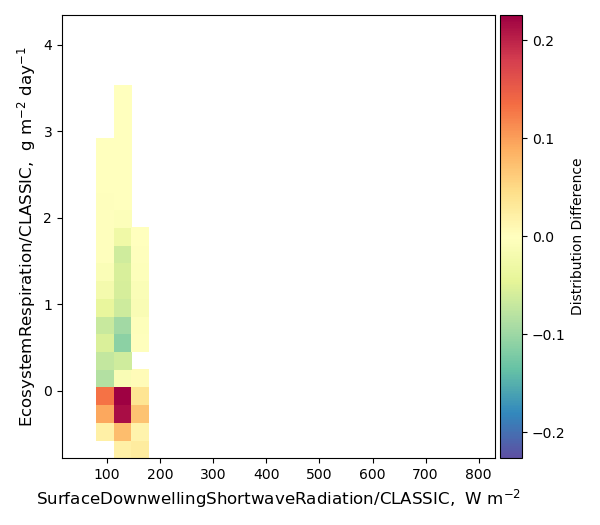 4
3
2
1
0
EcosystemRespiration/CLASSIC, g m⁻² day⁻¹
100 200 300 400 500 600 700 800
SurfaceDownwellingShortwaveRadiation/CLASSIC, W m⁻²
0.2
0.1
0.0
−0.1
−0.2
Distribution Difference